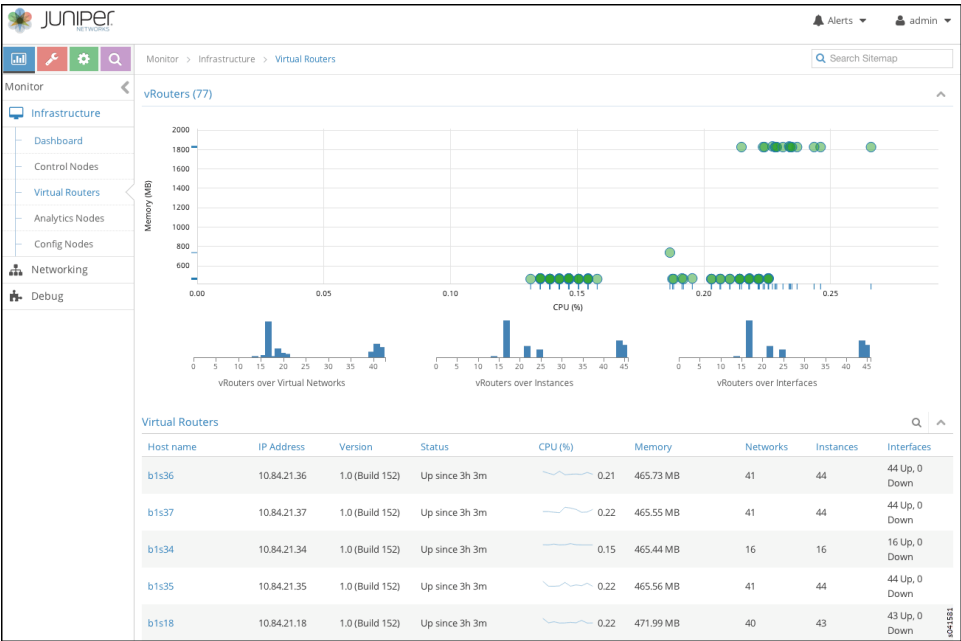 JUNIPER
NETWORKS
Alerts
admin
Monitor > Infrastructure > Virtual Routers
Search Sitemap
Monitor
Infrastructure
Dashboard
Control Nodes
Virtual Routers
Analytics Nodes
Config Nodes
Networking
Debug
vRouters (77)
Memory (MB)
2000
1800
1600
1400
1200
1000
800
600
0.00 0.05 0.10 0.15 0.20 0.25
CPU (%)
0 5 10 15 20 25 30 35 40
vRouters over Virtual Networks
0 5 10 15 20 25 30 35 40 45
vRouters over Instances
0 5 10 15 20 25 30 35 40 45
vRouters over Interfaces
Virtual Routers
Host name IP Address Version Status CPU (%) Memory Networks Instances Interfaces
b1s36 10.84.21.36 1.0 (Build 152) Up since 3h 3m 0.21 465.73 MB 41 44 44 Up, 0
Down
b1s37 10.84.21.37 1.0 (Build 152) Up since 3h 3m 0.22 465.55 MB 41 44 44 Up, 0
Down
b1s34 10.84.21.34 1.0 (Build 152) Up since 3h 3m 0.15 465.44 MB 16 16 16 Up, 0
Down
b1s35 10.84.21.35 1.0 (Build 152) Up since 3h 3m 0.22 465.56 MB 41 44 44 Up, 0
Down
b1s18 10.84.21.18 1.0 (Build 152) Up since 3h 3m 0.22 471.99 MB 40 43 43 Up, 0
Down
s041581